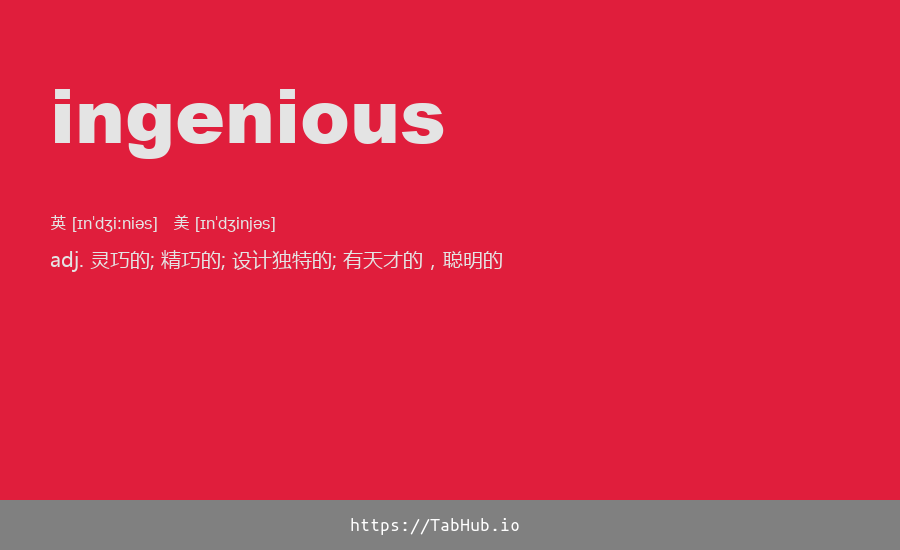 ingenious
英 [ɪnˈdʒiːniəs] 美 [ɪnˈdʒinjəs]
adj. 灵巧的; 精巧的; 设计独特的; 有天才的，聪明的
https://TabHub.io